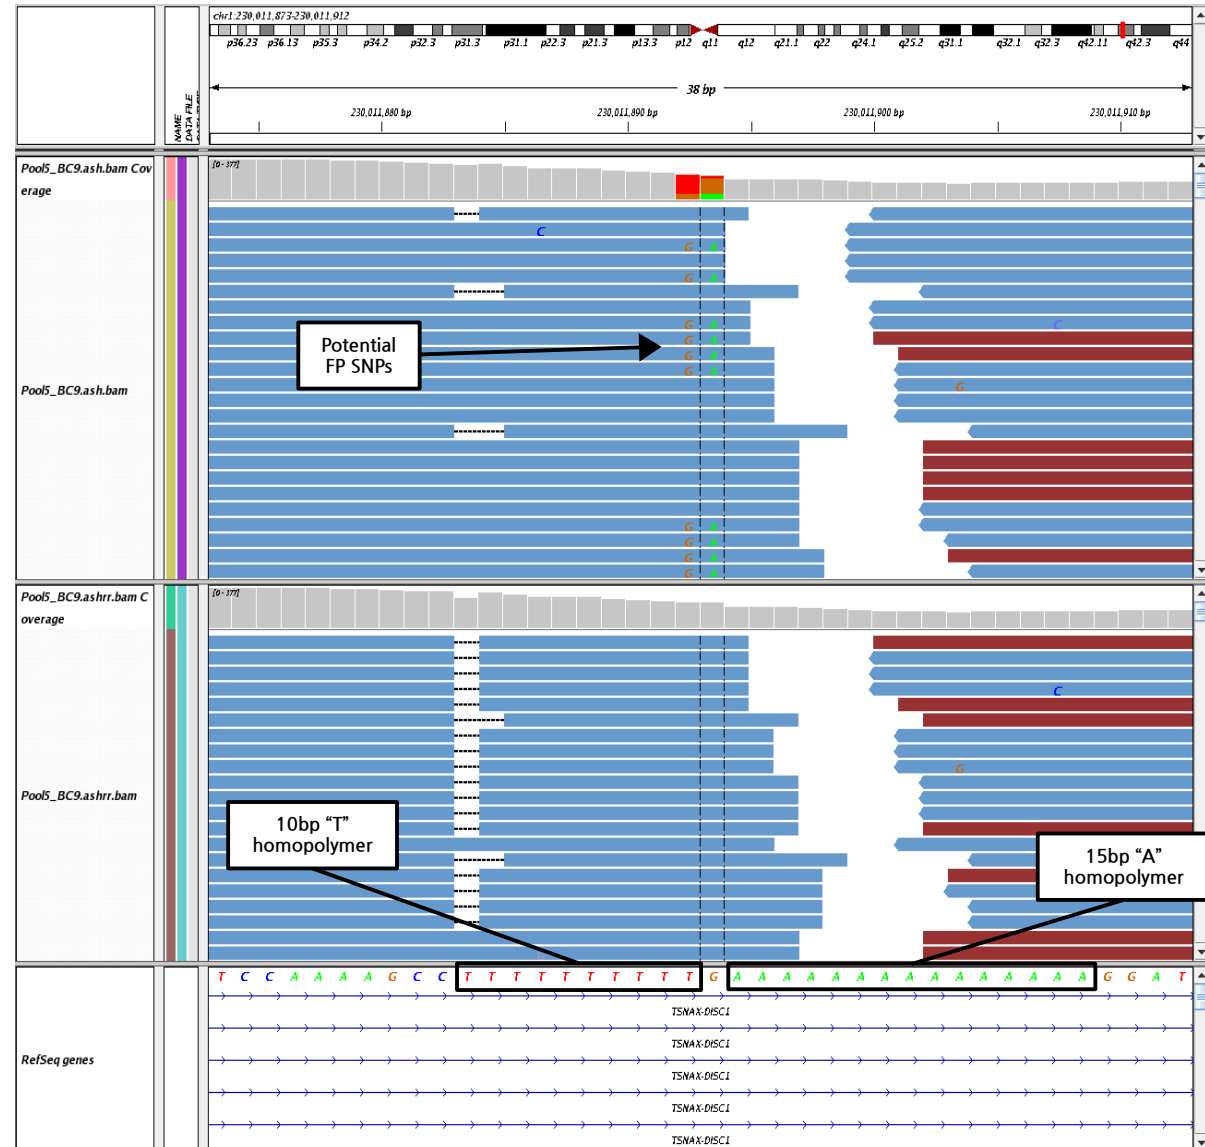 chr1:230,011,873-230,011,912
p36.23 p36.13 p35.3 p34.2 p32.3 p31.3 p31.1 p22.3 p21.3 p13.3 p12 q11 q12 q21.1 q22 q24.1 q25.2 q31.1 q32.1 q32.3 q42.11 q42.3 q44
38 bp
230,011,880 bp 230,011,890 bp 230,011,900 bp 230,011,910 bp
NAME
DATA FILE
Pool5_BC9.ash.bam Cov
erage
[0 - 377]
C
G A
G A
G A C
G A
Potential
FP SNPs
G A
G A
G
Pool5_BC9.ash.bam
G A
G A
G A
G A
Pool5_BC9.ashrr.bam C
overage
[0 - 377]
C
G
Pool5_BC9.ashrr.bam
10bp “T”
homopolymer
15bp “A”
homopolymer
T C C A A A A G C C T T T T T T T T T T G A A A A A A A A A A A A A A A G G A T
TSNAX-DISC1
TSNAX-DISC1
RefSeq genes
TSNAX-DISC1
TSNAX-DISC1
TSNAX-DISC1